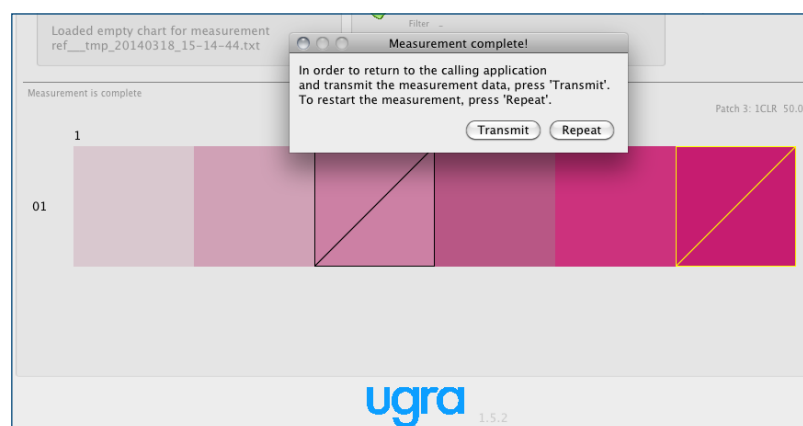 Loaded empty chart for measurement
ref__tmp_20140318_15-14-44.txt
Filter –
Measurement complete!
In order to return to the calling application
and transmit the measurement data, press 'Transmit'.
To restart the measurement, press 'Repeat'.
Transmit Repeat
Measurement is complete
Patch 3: 1CLR 50.0
1
01
ugra
1.5.2